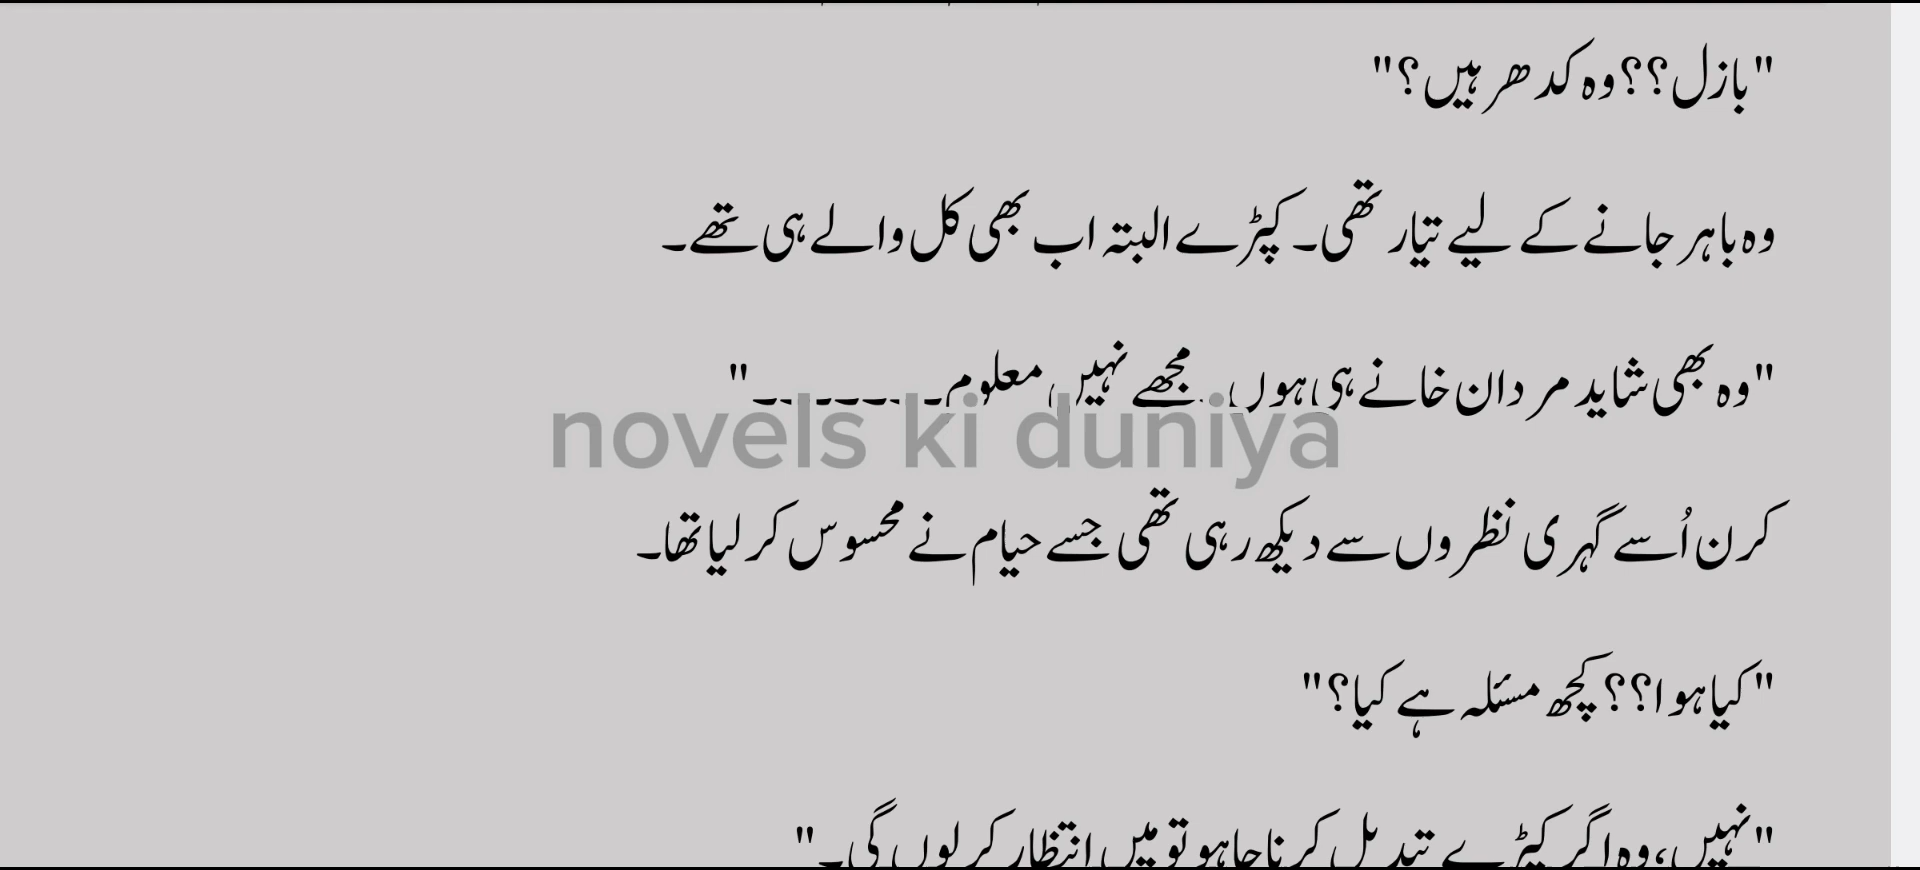 "بازل؟؟وہ کدھر ہیں؟"
وہ باہر جانے کے لیے تیار تھی۔ کپڑے البتہ اب بھی کل والے ہی تھے۔
"وہ بھی شاید مردان خانے ہی ہوں۔ مجھے نہیں معلوم۔۔۔۔۔۔۔"
novels ki duniya
کرن اُسے گہری نظروں سے دیکھ رہی تھی جسے حیام نے محسوس کر لیا تھا۔
"کیا ہوا؟؟ کچھ مسئلہ ہے کیا؟"
"نہیں، وہ اگر کپڑے تبدیل کرنا چاہو تو میں انتظار کر لوں گی۔"